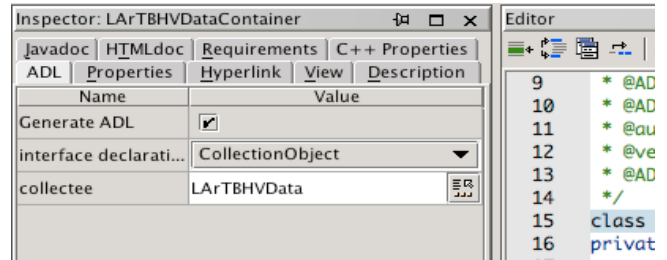 Inspector: LArTBHVDataContainer
Javadoc HTMLdoc Requirements C++ Properties
ADL Properties Hyperlink View Description
Name Value
Generate ADL
interface declarati... CollectionObject
collectee LArTBHVData
Editor
9 * @AD
10 * @AD
11 * @au
12 * @ve
13 * @AD
14 */
15 class
16 privat